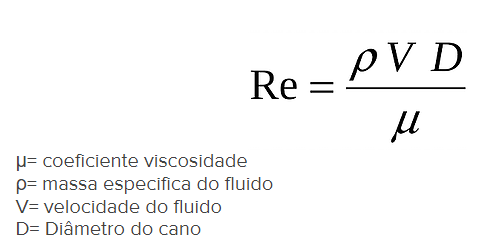 Re = ρ V D / μ
μ= coeficiente viscosidade
ρ= massa especifica do fluido
V= velocidade do fluido
D= Diâmetro do cano